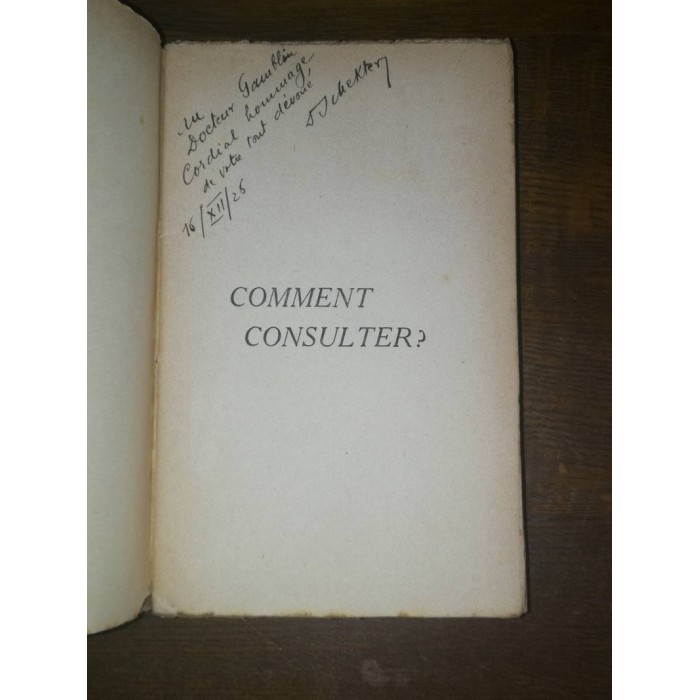 Au
Docteur Gamblin
Cordial hommage
de votre tout dévoué,
16/XII/25
COMMENT
CONSULTER?